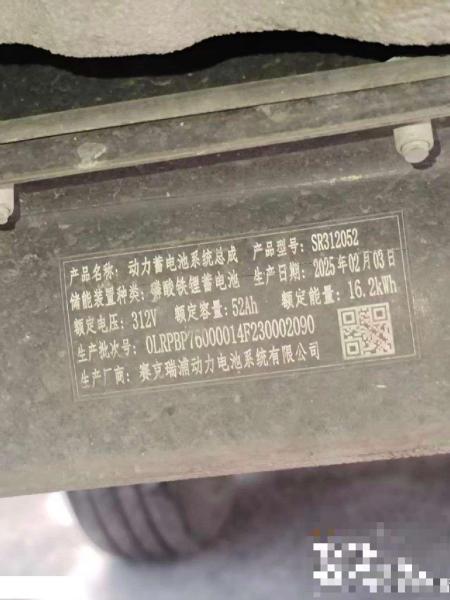 产品名称: 动力蓄电池系统总成 产品型号: SR312052
储能装置种类: 磷酸铁锂蓄电池 生产日期: 2025年02月03日
额定电压: 312V 额定容量: 52Ah 额定能量: 16.2kWh
生产批次号: 0LRPBP75000014F230002090
生产厂商: 赛克瑞浦动力电池系统有限公司